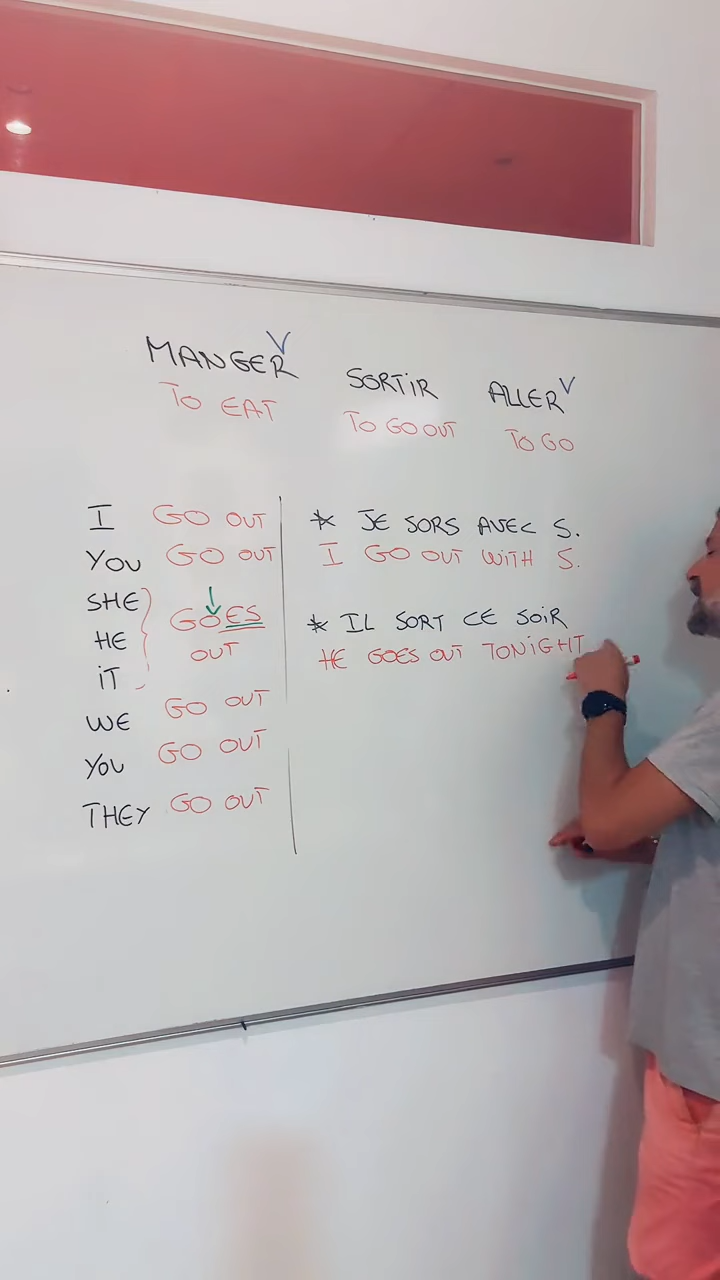 MANGER V
TO EAT
SORTIR
TO GO OUT
ALLER V
TO GO
I GO OUT
YOU GO OUT
SHE
HE
IT
GOES
OUT
WE GO OUT
YOU GO OUT
THEY GO OUT
* JE SORS AVEC S.
I GO OUT WITH S.
* IL SORT CE SOIR
HE GOES OUT TONIGHT